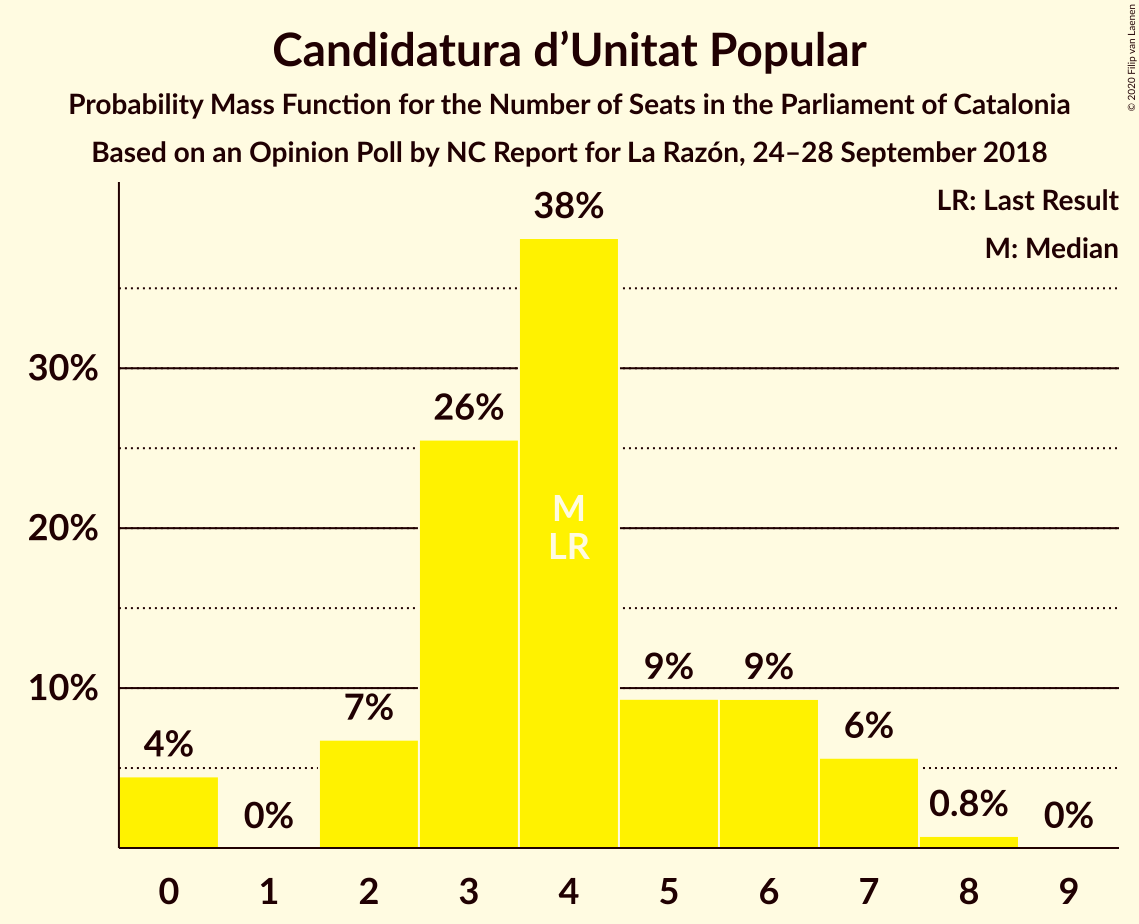 Candidatura d’Unitat Popular
Probability Mass Function for the Number of Seats in the Parliament of Catalonia
Based on an Opinion Poll by NC Report for La Razón, 24–28 September 2018
© 2020 Filip van Laenen
LR: Last Result
M: Median
38%
30%
26%
20%
M
LR
10%
9%
9%
7%
6%
4%
0.8%
0%
0%
0 1 2 3 4 5 6 7 8 9